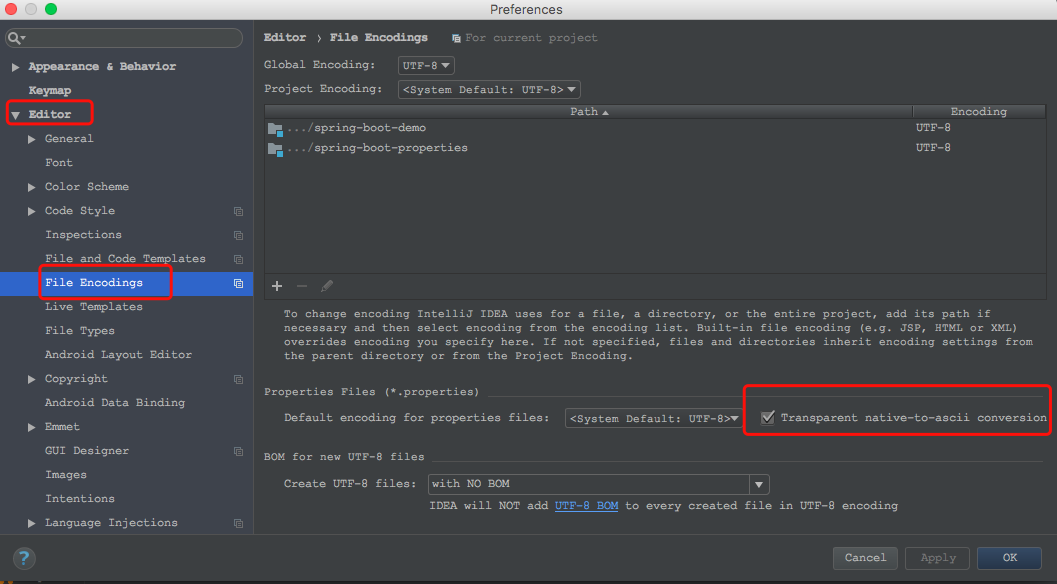 Preferences
Appearance & Behavior
Keymap
Editor
General
Font
Color Scheme
Code Style
Inspections
File and Code Templates
File Encodings
Live Templates
File Types
Android Layout Editor
Copyright
Android Data Binding
Emmet
GUI Designer
Images
Intentions
Language Injections
Editor › File Encodings For current project
Global Encoding: UTF-8
Project Encoding: <System Default: UTF-8>
Path Encoding
.../spring-boot-demo UTF-8
.../spring-boot-properties UTF-8
To change encoding IntelliJ IDEA uses for a file, a directory, or the entire project, add its path if
necessary and then select encoding from the encoding list. Built-in file encoding (e.g. JSP, HTML or XML)
overrides encoding you specify here. If not specified, files and directories inherit encoding settings from
the parent directory or from the Project Encoding.
Properties Files (*.properties)
Default encoding for properties files: <System Default: UTF-8> Transparent native-to-ascii conversion
BOM for new UTF-8 files
Create UTF-8 files: with NO BOM
IDEA will NOT add UTF-8 BOM to every created file in UTF-8 encoding
? Cancel Apply OK